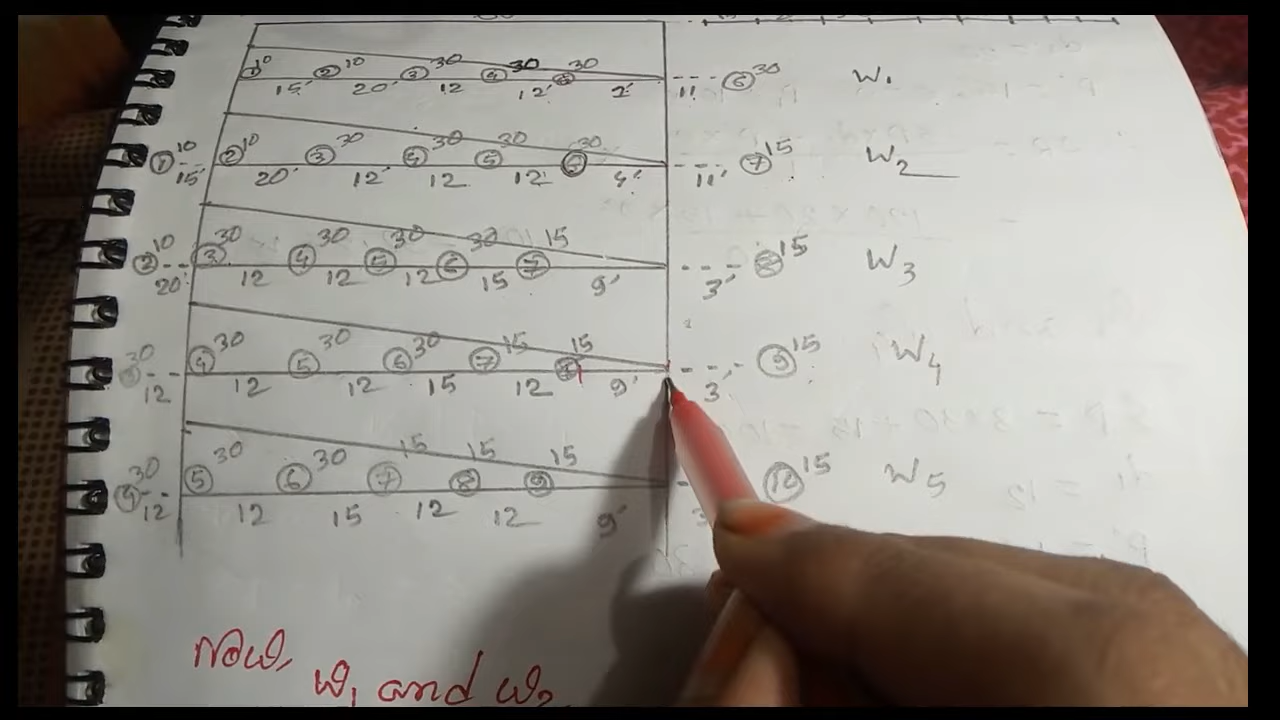 ① 10 ② 10 ③ 30 ④ 30 ⑤ 30 ⑥ 30 W₁
15' 20' 12 12' 2' 11'
① 10 ② 10 ③ 30 ④ 30 ⑤ 30 30 ⑦ 15 W₂
15' 20' 12' 12 12' 4' 11'
② 10 ③ 30 ④ 30 ⑤ 30 ⑥ 30 ⑦ 15 ⑧ 15 W₃
20' 12 12 12 15 9' 3'
30 ④ 30 ⑤ 30 ⑥ 30 ⑦ 15 ⑧ 15 ⑨ 15 W₄
12 12 12 15 12 9' 3'
④ 30 ⑤ 30 ⑥ 30 ⑦ 15 ⑧ 15 ⑨ 15 15 W₅
12 12 15 12 12 9' 3
Now,
W₁ and W₂